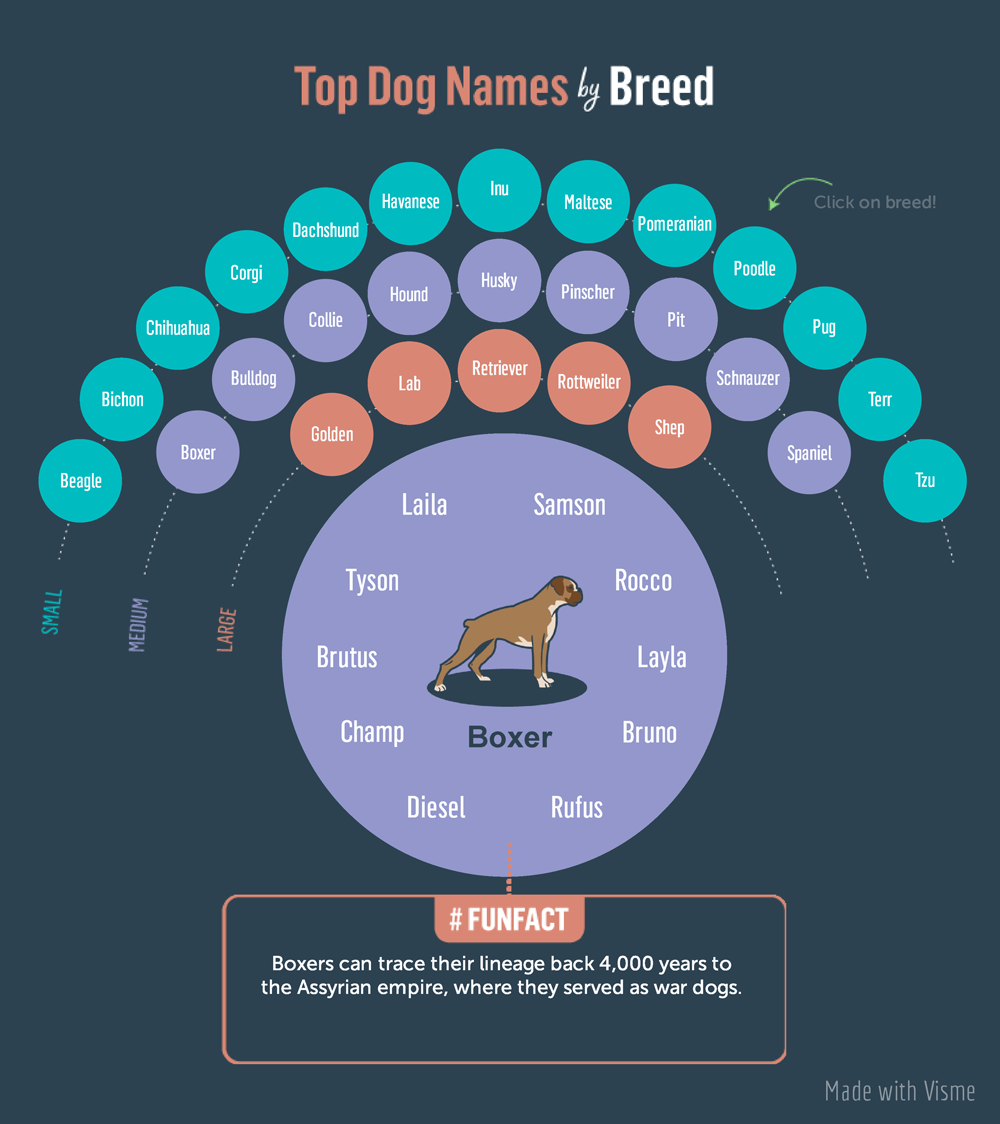 Top Dog Names by Breed
Click on breed!
Inu
Havanese
Maltese
Dachshund
Pomeranian
Corgi
Poodle
Chihuahua
Pug
Bichon
Terr
Beagle
Tzu
Husky
Hound
Pinscher
Collie
Pit
Bulldog
Schnauzer
Boxer
Spaniel
Retriever
Lab
Rottweiler
Golden
Shep
SMALL
MEDIUM
LARGE
Laila
Samson
Tyson
Rocco
Brutus
Layla
Champ
Boxer
Bruno
Diesel
Rufus
# FUNFACT
Boxers can trace their lineage back 4,000 years to
the Assyrian empire, where they served as war dogs.
Made with Visme